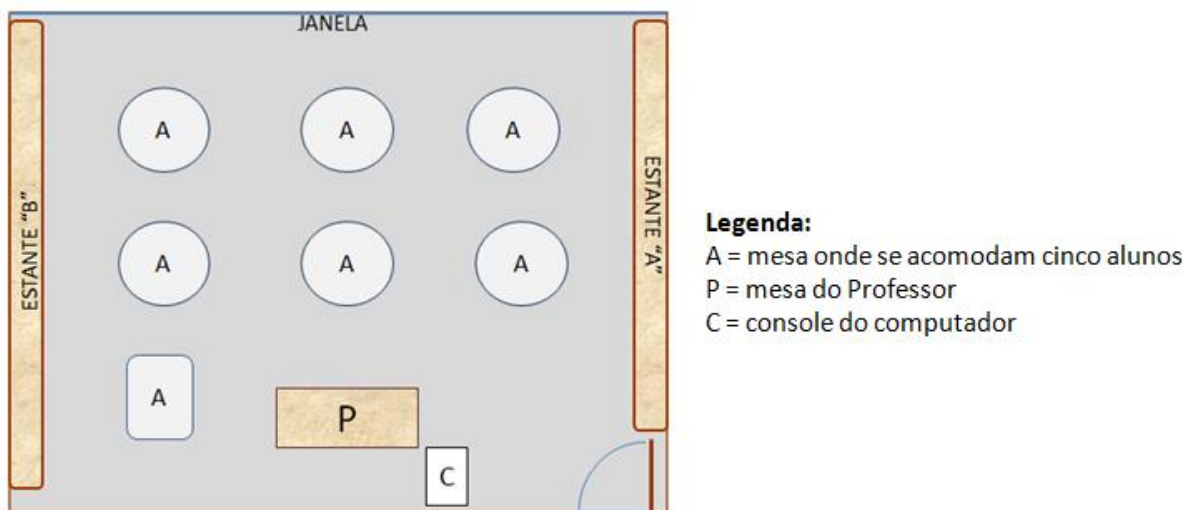 JANELA
A
A
A
ESTANTE "B"
ESTANTE "A"
A
A
A
A
P
C
Legenda:
A = mesa onde se acomodam cinco alunos
P = mesa do Professor
C = console do computador